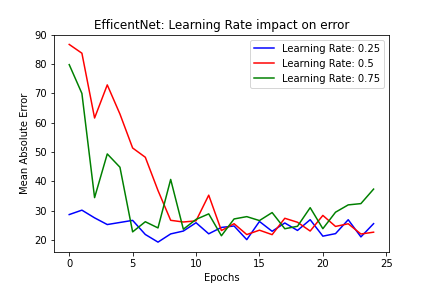 EfficentNet: Learning Rate impact on error
Learning Rate: 0.25
Learning Rate: 0.5
Learning Rate: 0.75
Mean Absolute Error
90
80
70
60
50
40
30
20
0
5
10
15
20
25
Epochs